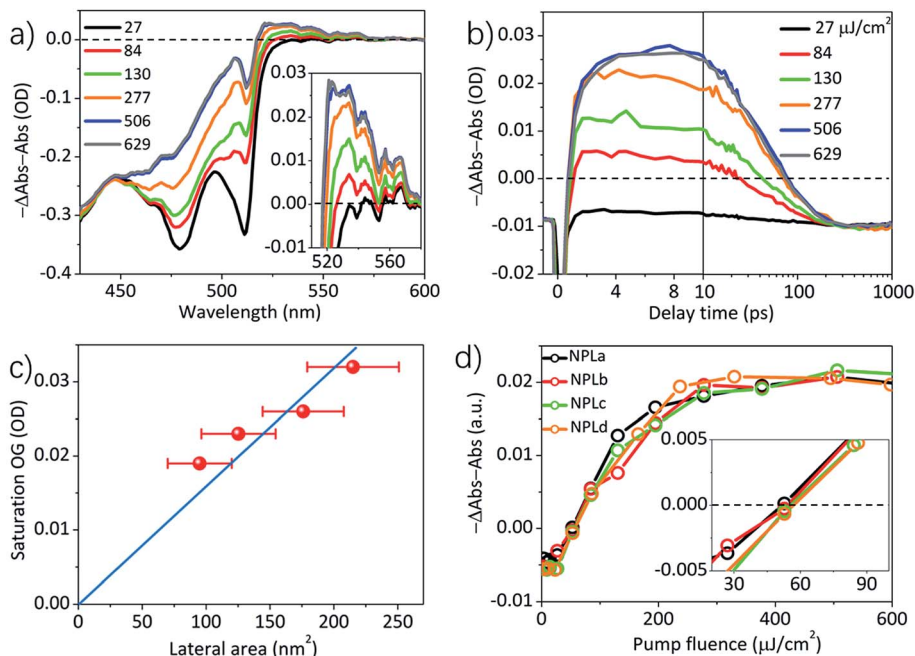 a)
27
84
130
277
506
629
0.0
-0.1
-0.2
-0.3
-0.4
−ΔAbs−Abs (OD)
450 500 550 600
Wavelength (nm)
0.03
0.02
0.01
0.00
-0.01
520 540 560
b)
27 μJ/cm²
84
130
277
506
629
0.03
0.02
0.01
0.00
-0.01
-0.02
−ΔAbs−Abs (OD)
0 4 8 10 100 1000
Delay time (ps)
c)
0.03
0.02
0.01
0.00
Saturation OG (OD)
0 50 100 150 200 250
Lateral area (nm²)
d)
NPLa
NPLb
NPLc
NPLd
0.02
0.01
0.00
-0.01
−ΔAbs−Abs (a.u.)
0 200 400 600
Pump fluence (μJ/cm²)
0.005
0.000
-0.005
30 60 90